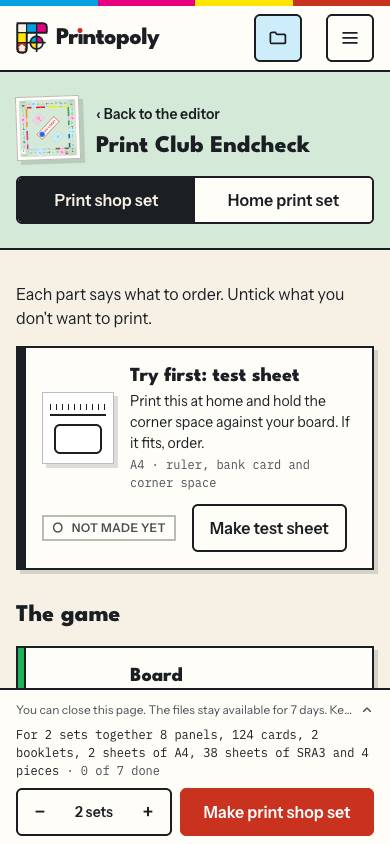 Printopoly
‹ Back to the editor
Print Club Endcheck
Print shop set
Home print set
Each part says what to order. Untick what you
don't want to print.
Try first: test sheet
Print this at home and hold the
corner space against your board. If
it fits, order.
A4 · ruler, bank card and
corner space
NOT MADE YET
Make test sheet
The game
Board
You can close this page. The files stay available for 7 days. Ke…
For 2 sets together 8 panels, 124 cards, 2
booklets, 2 sheets of A4, 38 sheets of SRA3 and 4
pieces · 0 of 7 done
− 2 sets +
Make print shop set